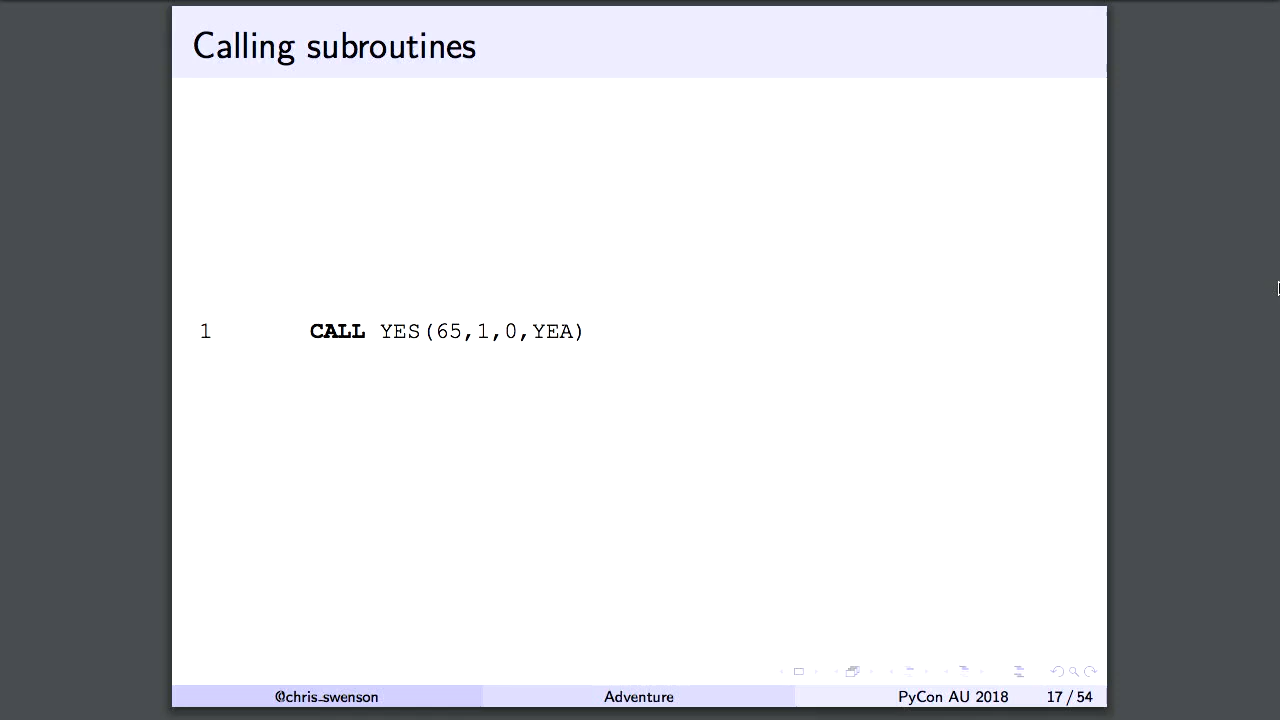 Calling subroutines
1 CALL YES(65,1,0,YEA)
@chris_swenson Adventure PyCon AU 2018 17 / 54